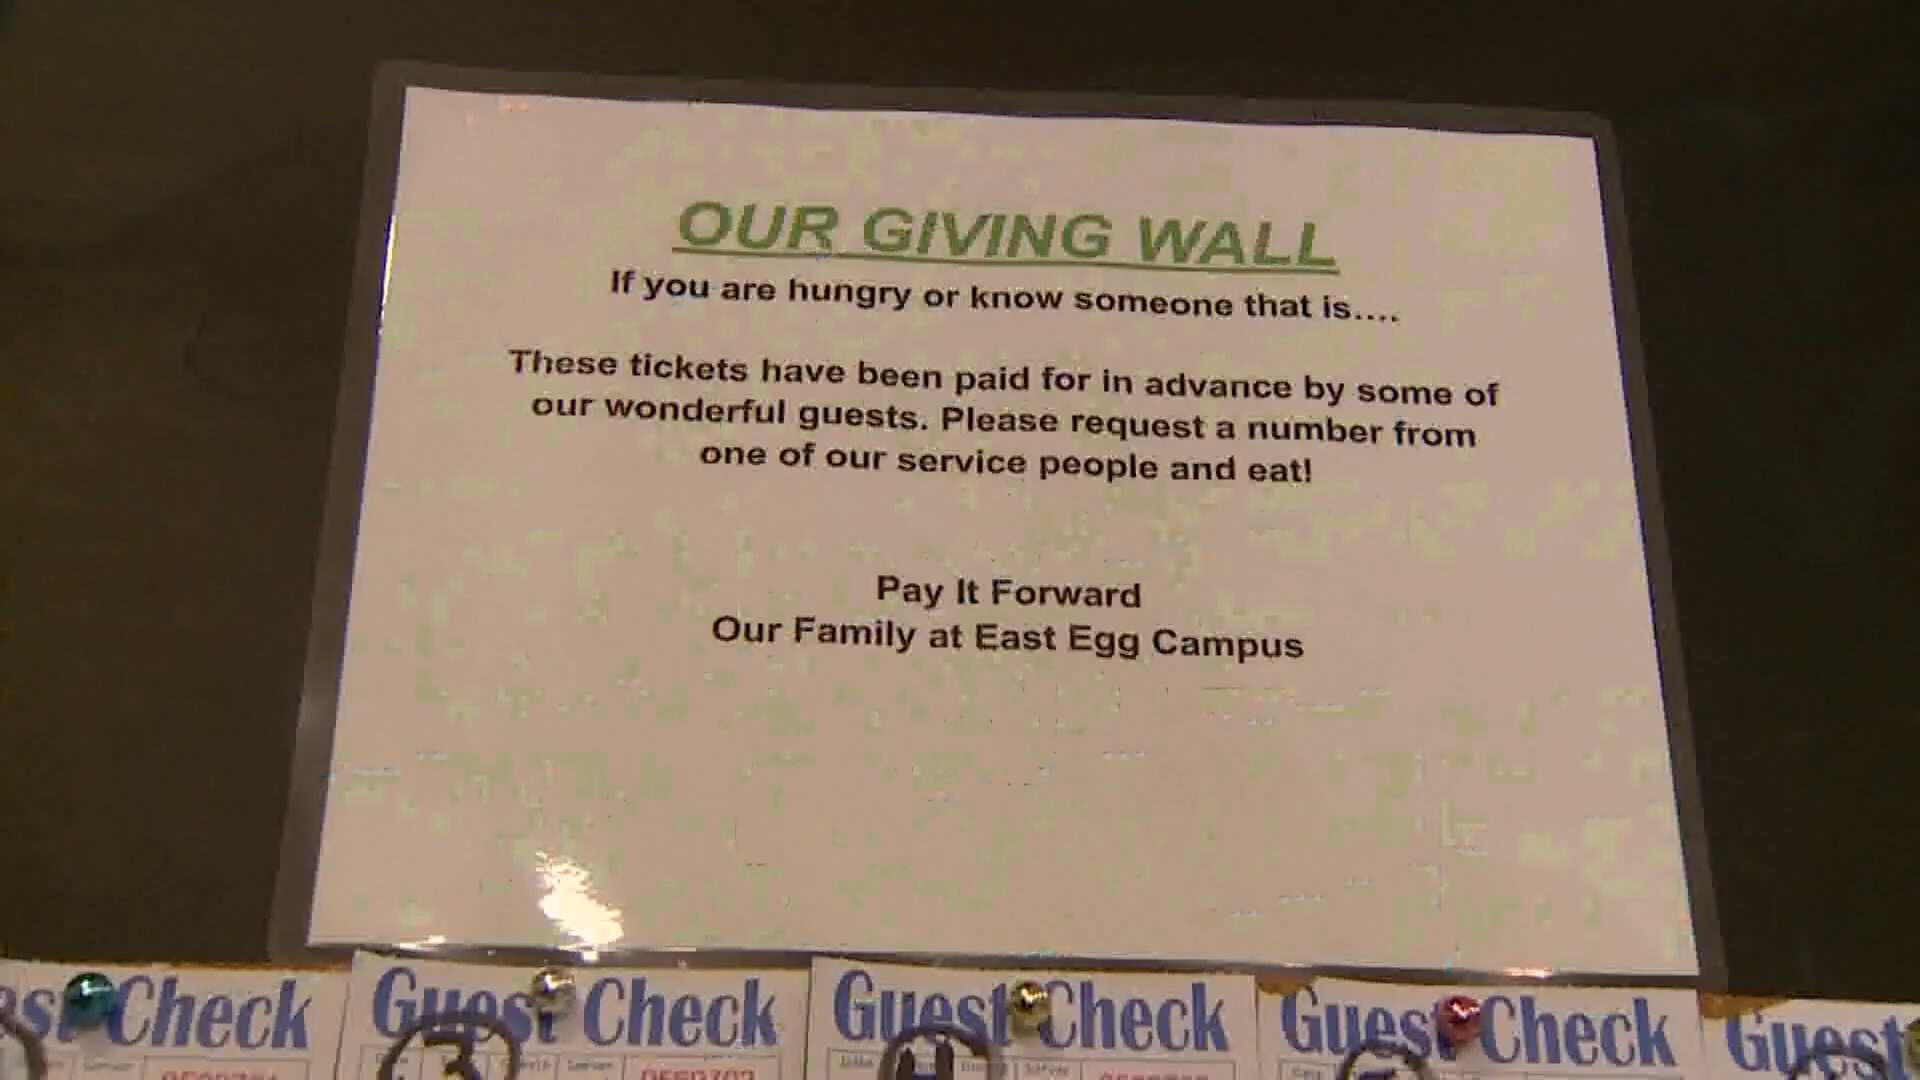 OUR GIVING WALL
If you are hungry or know someone that is....
These tickets have been paid for in advance by some of
our wonderful guests. Please request a number from
one of our service people and eat!
Pay It Forward
Our Family at East Egg Campus
Check Guest Check Guest Check Guest Check Guest
3 4